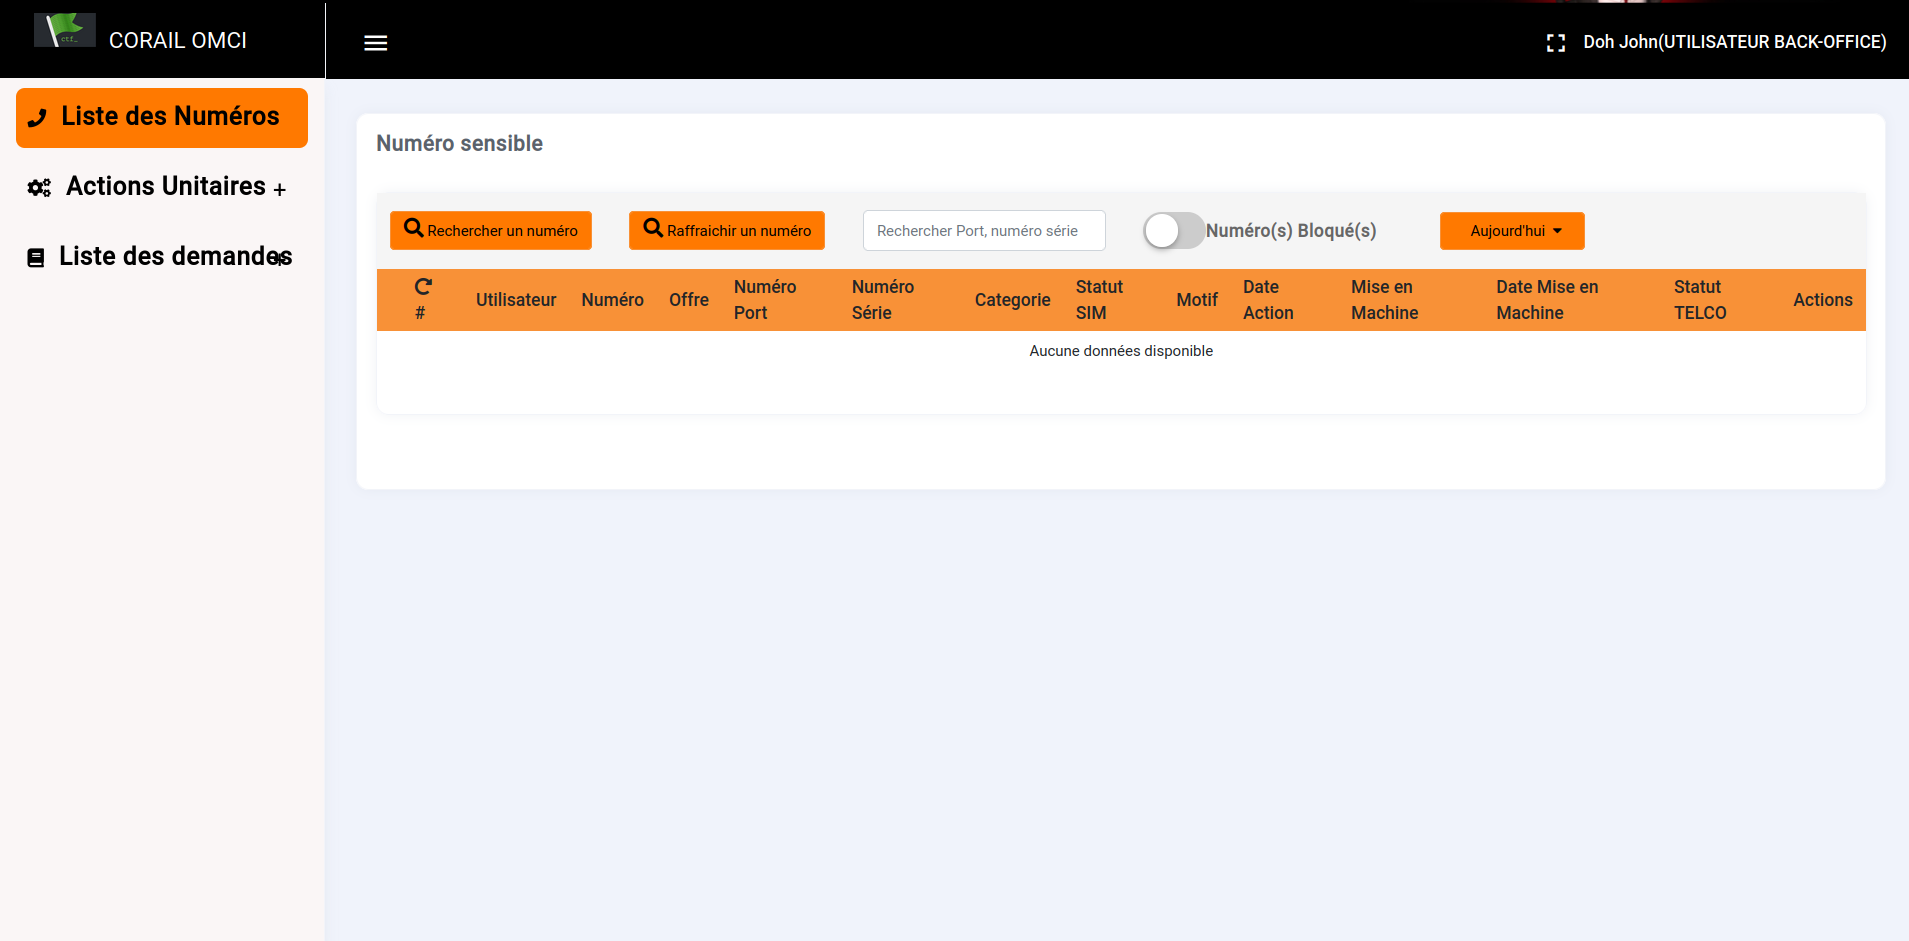 ctf_
CORAIL OMCI
Doh John(UTILISATEUR BACK-OFFICE)
Liste des Numéros
Actions Unitaires +
Liste des demandes
+
Numéro sensible
Rechercher un numéro
Raffraichir un numéro
Rechercher Port, numéro série
Numéro(s) Bloqué(s)
Aujourd'hui
#
Utilisateur
Numéro
Offre
Numéro
Port
Numéro
Série
Categorie
Statut
SIM
Motif
Date
Action
Mise en
Machine
Date Mise en
Machine
Statut
TELCO
Actions
Aucune données disponible